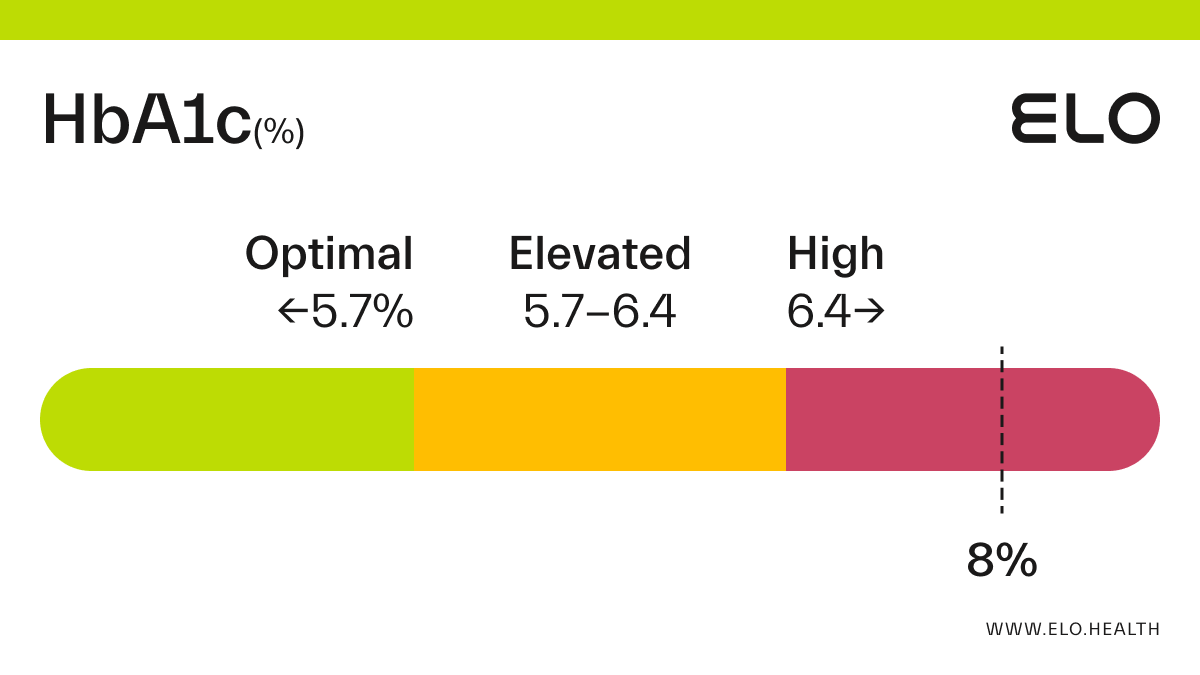 HbA1c(%)
ELO
Optimal Elevated High
←5.7% 5.7–6.4 6.4→
8%
WWW.ELO.HEALTH